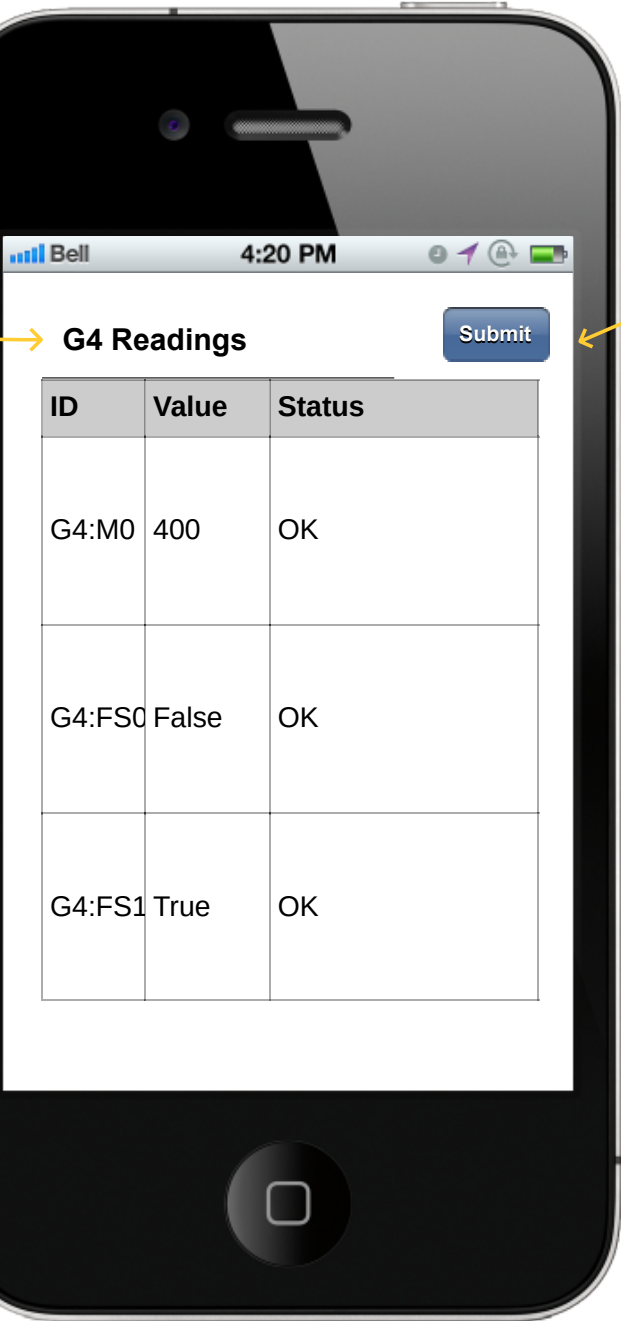 Bell 4:20 PM
G4 Readings
Submit
ID Value Status
G4:M0 400 OK
G4:FS0 False OK
G4:FS1 True OK